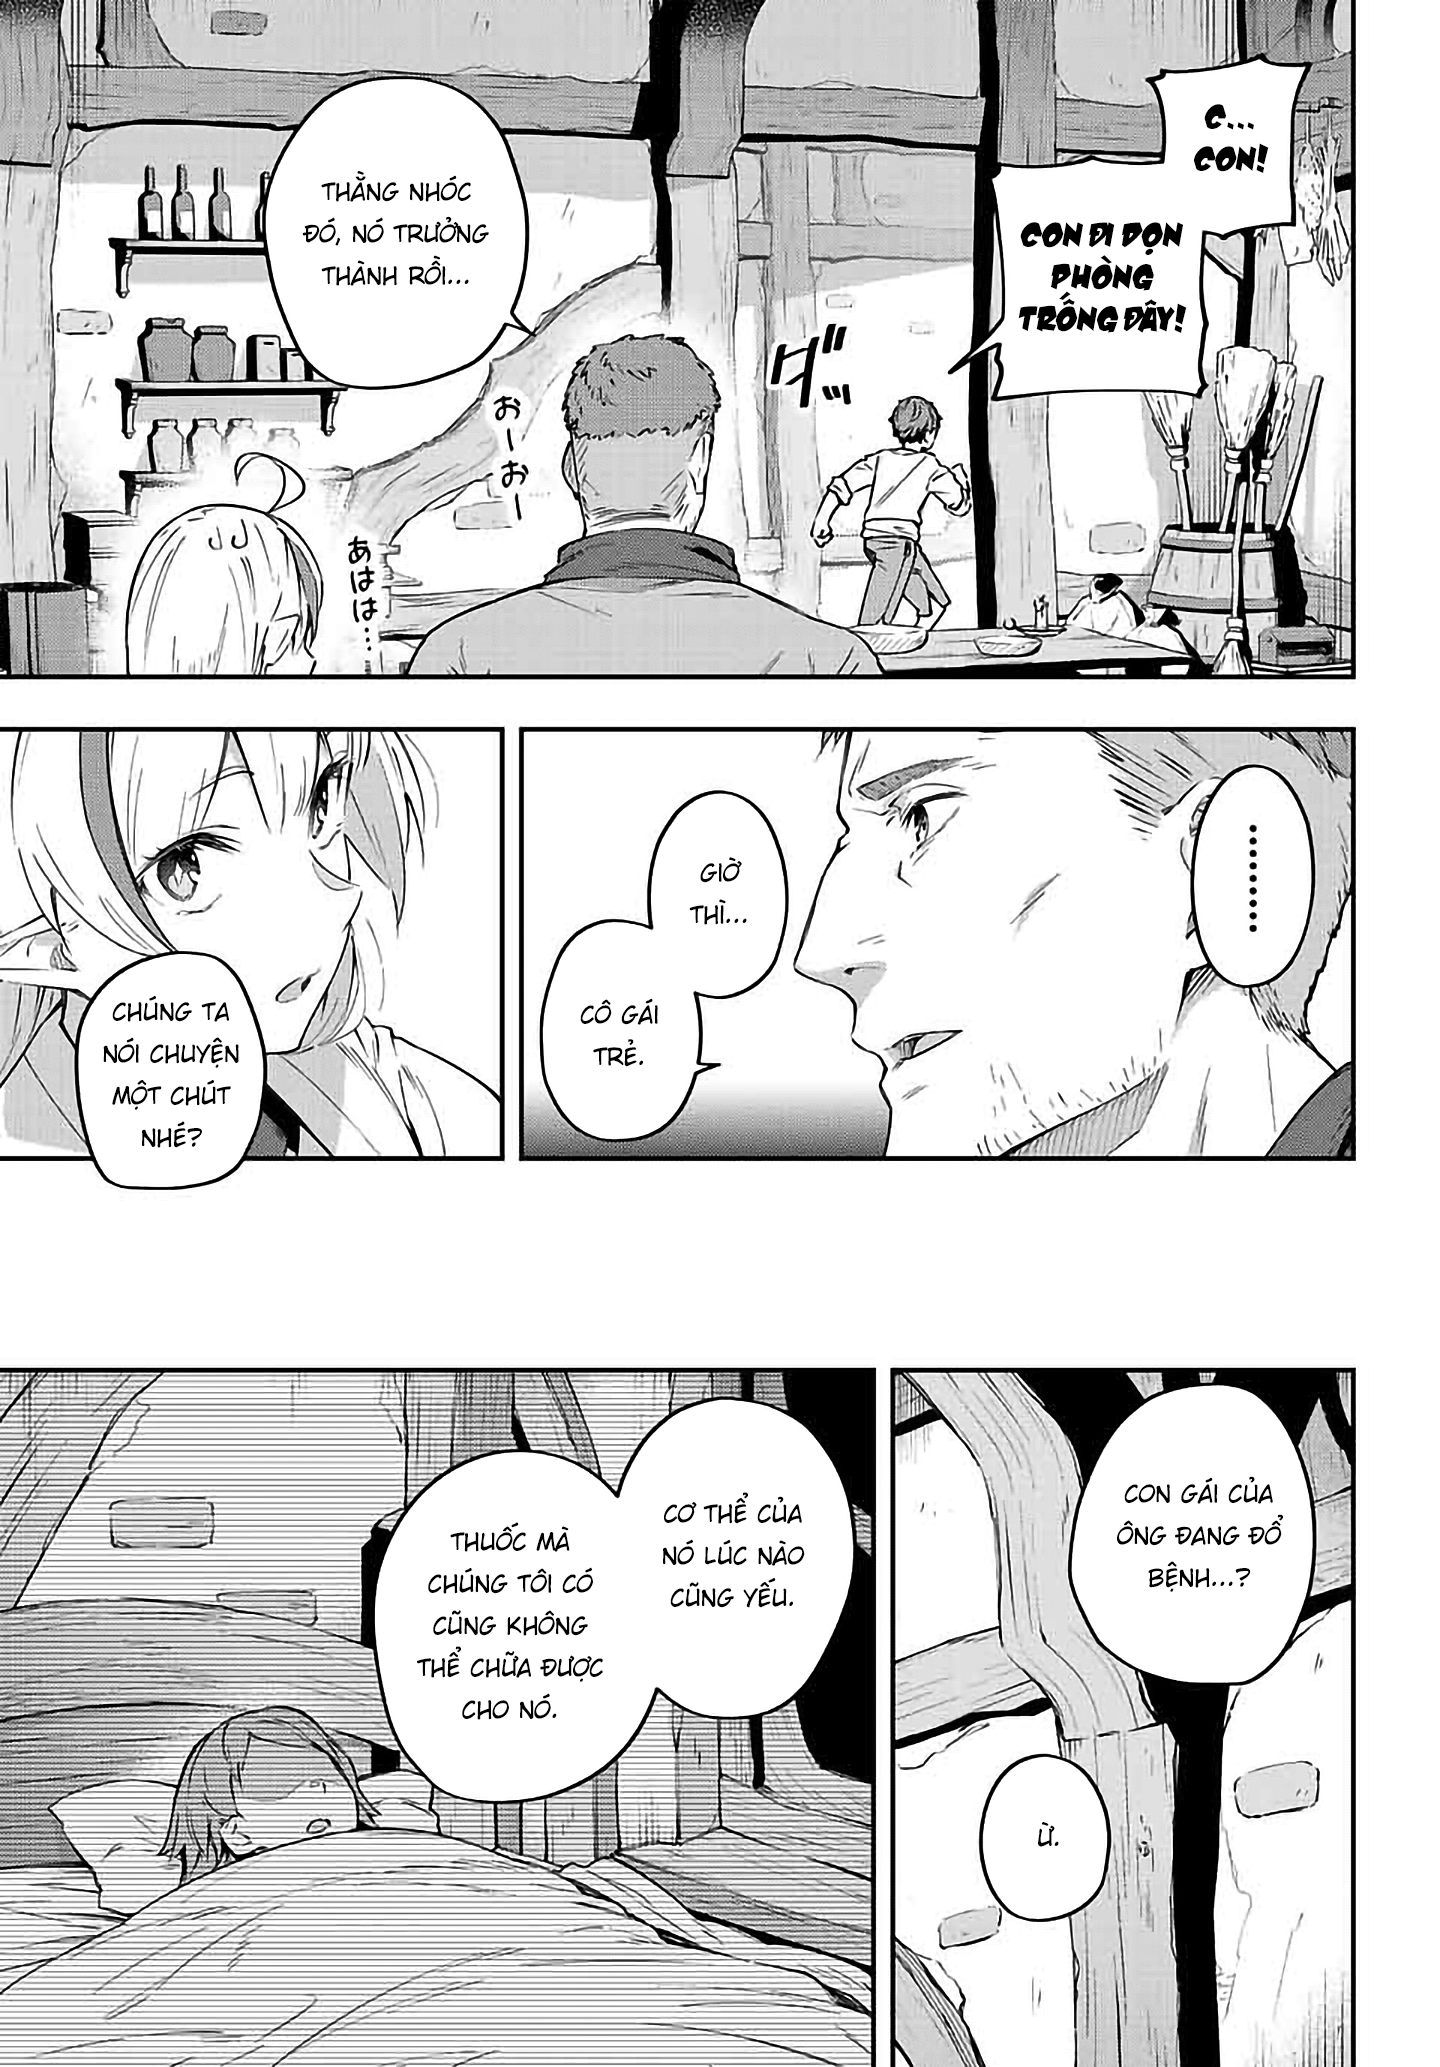 C...
CON!
CON ĐI DỌN
PHÒNG
TRỐNG ĐÂY!
ダッ
THẰNG NHÓC
ĐÓ, NÓ TRƯỞNG
THÀNH RỒI...
おーおー
あははは…
.........
GIỜ
THÌ...
CÔ GÁI
TRẺ.
CHÚNG TA
NÓI CHUYỆN
MỘT CHÚT
NHÉ?
CON GÁI CỦA
ÔNG ĐANG ĐỔ
BỆNH...?
Ừ.
CƠ THỂ CỦA
NÓ LÚC NÀO
CŨNG YẾU.
THUỐC MÀ
CHÚNG TÔI CÓ
CŨNG KHÔNG
THỂ CHỮA ĐƯỢC
CHO NÓ.